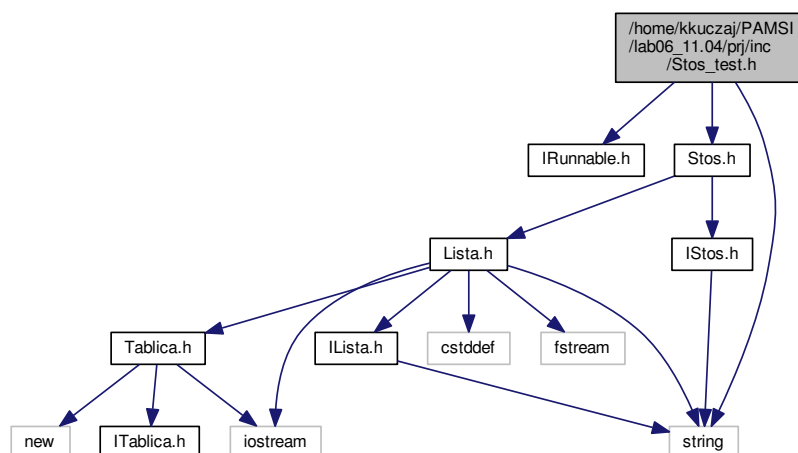 /home/kkuczaj/PAMSI
/lab06_11.04/prj/inc
/Stos_test.h
IRunnable.h
Stos.h
Lista.h
IStos.h
Tablica.h
ILista.h
cstddef
fstream
new
ITablica.h
iostream
string